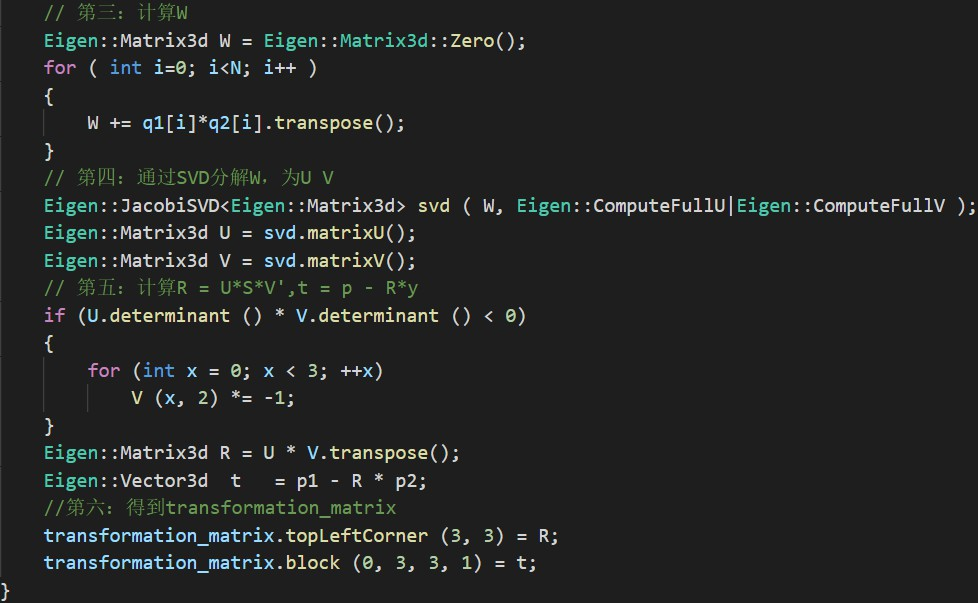 // 第三：计算W
Eigen::Matrix3d W = Eigen::Matrix3d::Zero();
for ( int i=0; i<N; i++ )
{
W += q1[i]*q2[i].transpose();
}
// 第四：通过SVD分解W，为U V
Eigen::JacobiSVD<Eigen::Matrix3d> svd ( W, Eigen::ComputeFullU|Eigen::ComputeFullV );
Eigen::Matrix3d U = svd.matrixU();
Eigen::Matrix3d V = svd.matrixV();
// 第五：计算R = U*S*V',t = p - R*y
if (U.determinant () * V.determinant () < 0)
{
for (int x = 0; x < 3; ++x)
V (x, 2) *= -1;
}
Eigen::Matrix3d R = U * V.transpose();
Eigen::Vector3d  t   = p1 - R * p2;
//第六：得到transformation_matrix
transformation_matrix.topLeftCorner (3, 3) = R;
transformation_matrix.block (0, 3, 3, 1) = t;
}